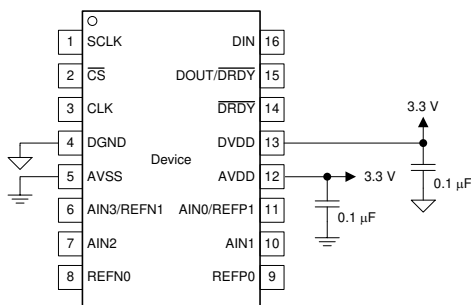 1 SCLK DIN 16
2 CS DOUT/DRDY 15
3 CLK DRDY 14
3.3 V
4 DGND DVDD 13
Device
5 AVSS AVDD 12 3.3 V
0.1 μF
6 AIN3/REFN1 AIN0/REFP1 11
0.1 μF
7 AIN2 AIN1 10
8 REFN0 REFP0 9